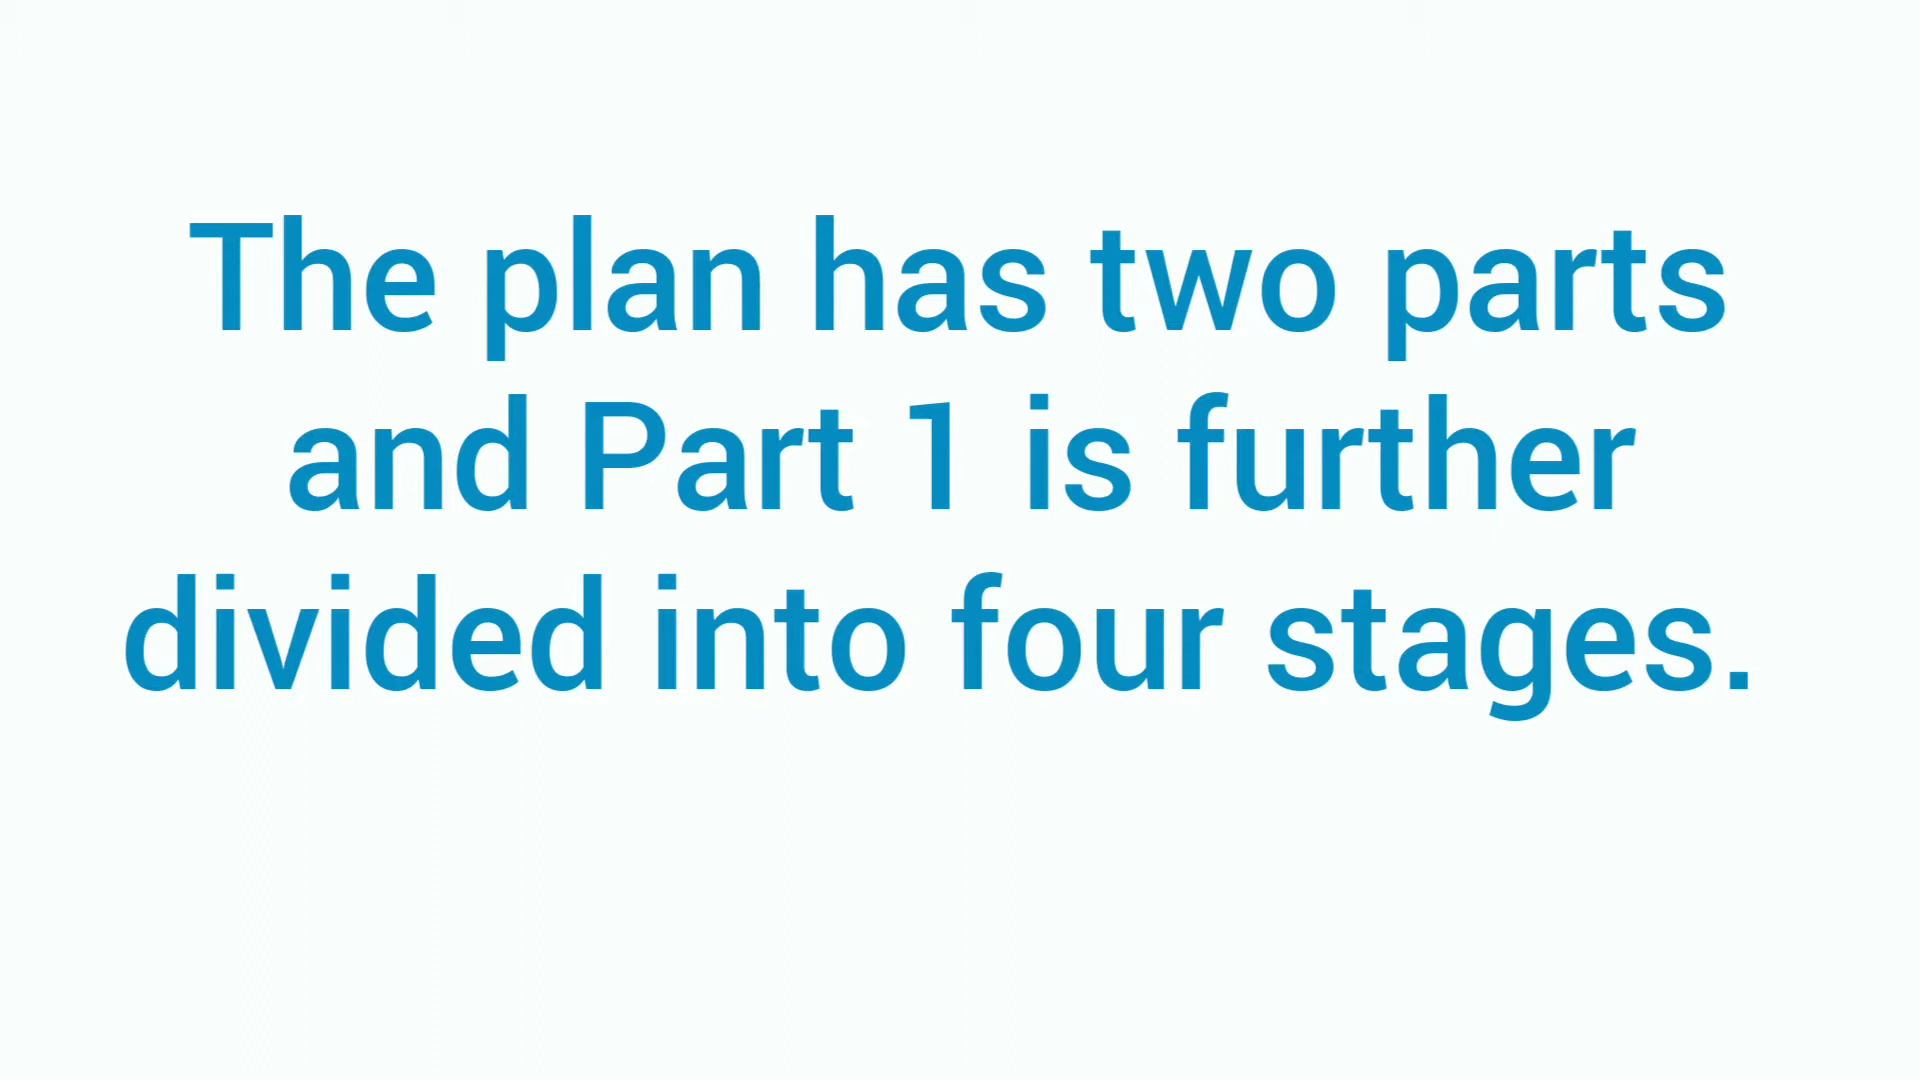 The plan has two parts
and Part 1 is further
divided into four stages.